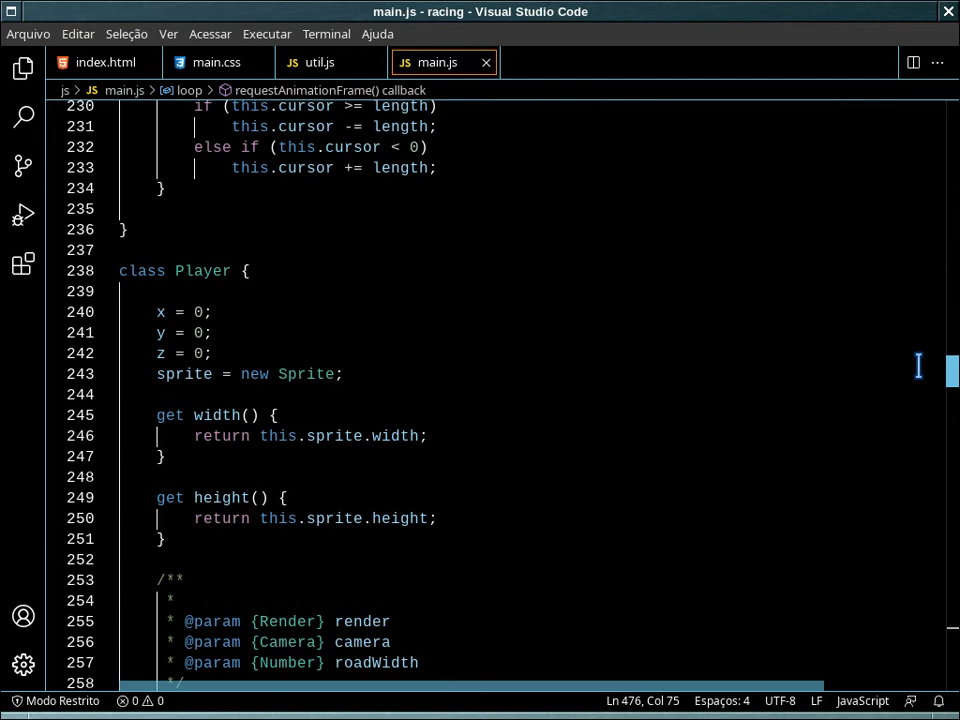 main.js - racing - Visual Studio Code
Arquivo Editar Seleção Ver Acessar Executar Terminal Ajuda
index.html main.css JS util.js JS main.js
js > JS main.js > loop > requestAnimationFrame() callback
230 if (this.cursor >= length)
231 this.cursor -= length;
232 else if (this.cursor < 0)
233 this.cursor += length;
234 }
235
236 }
237
238 class Player {
239
240 x = 0;
241 y = 0;
242 z = 0;
243 sprite = new Sprite;
244
245 get width() {
246 return this.sprite.width;
247 }
248
249 get height() {
250 return this.sprite.height;
251 }
252
253 /**
254 *
255 * @param {Render} render
256 * @param {Camera} camera
257 * @param {Number} roadWidth
258 */
Modo Restrito 0 0 Ln 476, Col 75 Espaços: 4 UTF-8 LF JavaScript